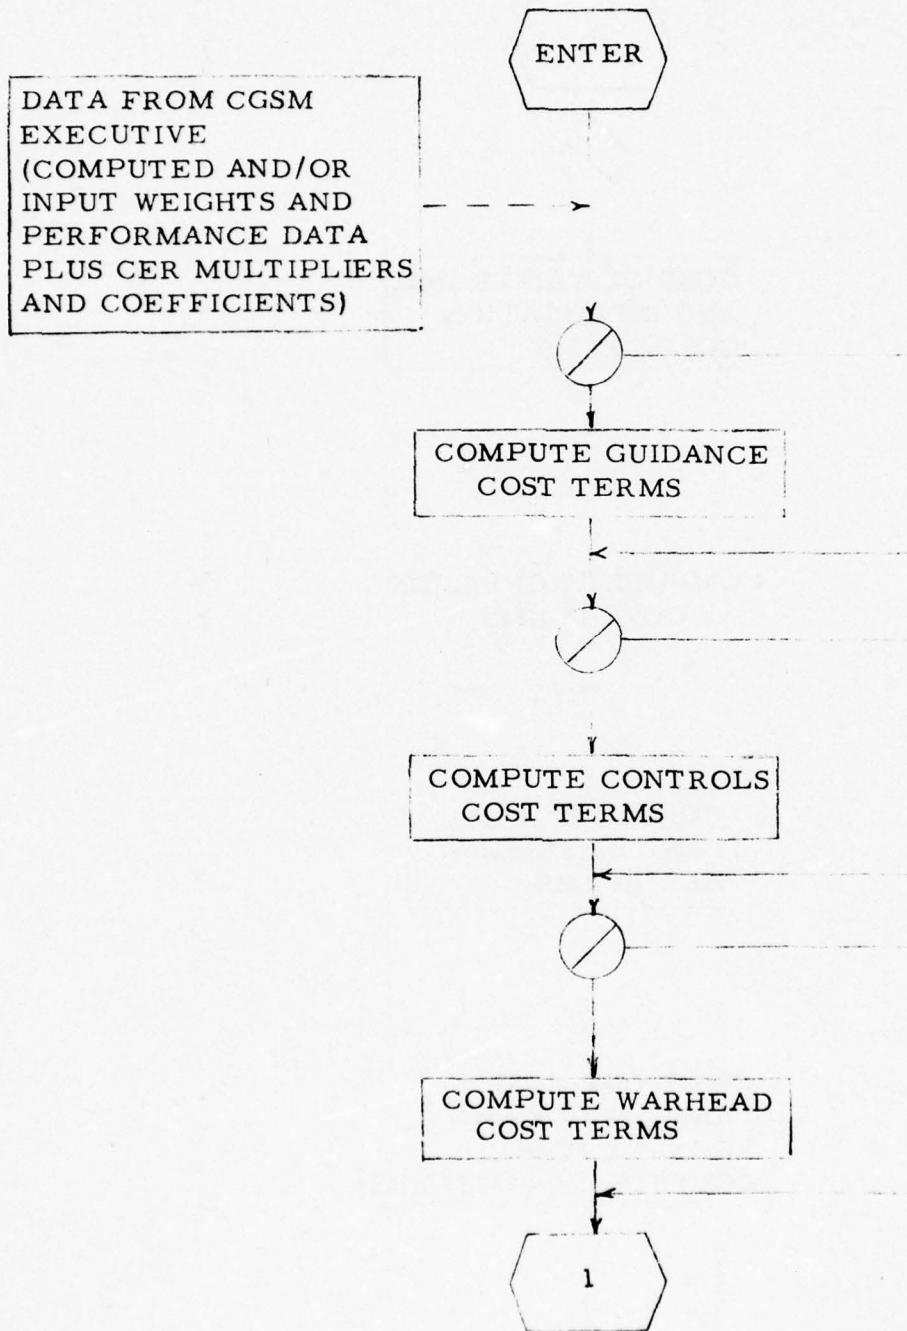 ENTER
DATA FROM CGSM
EXECUTIVE
(COMPUTED AND/OR
INPUT WEIGHTS AND
PERFORMANCE DATA
PLUS CER MULTIPLIERS
AND COEFFICIENTS)
COMPUTE GUIDANCE
COST TERMS
COMPUTE CONTROLS
COST TERMS
COMPUTE WARHEAD
COST TERMS
1